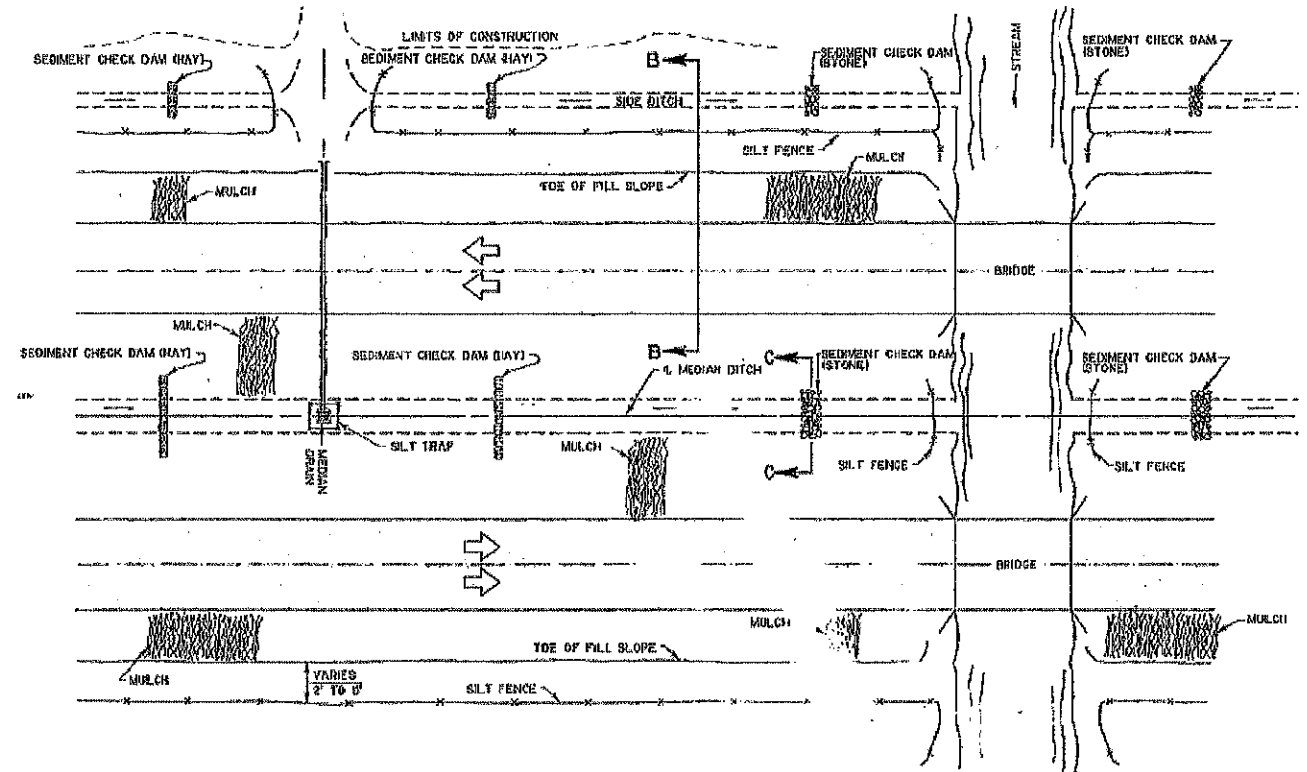 LIMITS OF CONSTRUCTION
SEDIMENT CHECK DAM (HAY)
SEDIMENT CHECK DAM (HAY)
B
SEDIMENT CHECK DAM
(STONE)
STREAM
SEDIMENT CHECK DAM
(STONE)
SIDE DITCH
SILT FENCE
MULCH
TOE OF FILL SLOPE
MULCH
BRIDGE
MULCH
SEDIMENT CHECK DAM (HAY)
SEDIMENT CHECK DAM (HAY)
B
C
SEDIMENT CHECK DAM
(STONE)
SEDIMENT CHECK DAM
(STONE)
MEDIAN DITCH
SILT TRAP
MEDIAN
DRAIN
MULCH
C
SILT FENCE
SILT FENCE
BRIDGE
MULCH
MULCH
TOE OF FILL SLOPE
MULCH
VARIES
2' TO
SILT FENCE